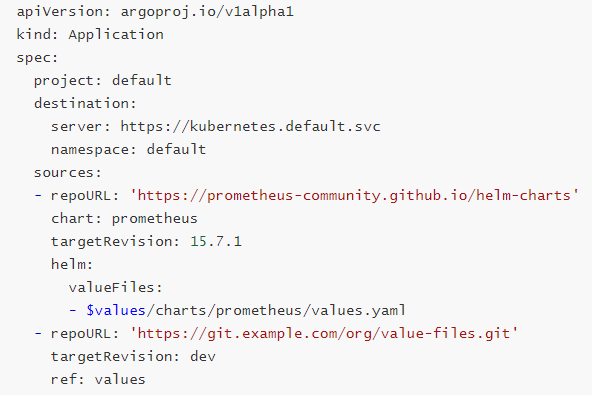 apiVersion: argoproj.io/v1alpha1
kind: Application
spec:
  project: default
  destination:
    server: https://kubernetes.default.svc
    namespace: default
  sources:
  - repoURL: 'https://prometheus-community.github.io/helm-charts'
    chart: prometheus
    targetRevision: 15.7.1
    helm:
      valueFiles:
      - $values/charts/prometheus/values.yaml
  - repoURL: 'https://git.example.com/org/value-files.git'
    targetRevision: dev
    ref: values